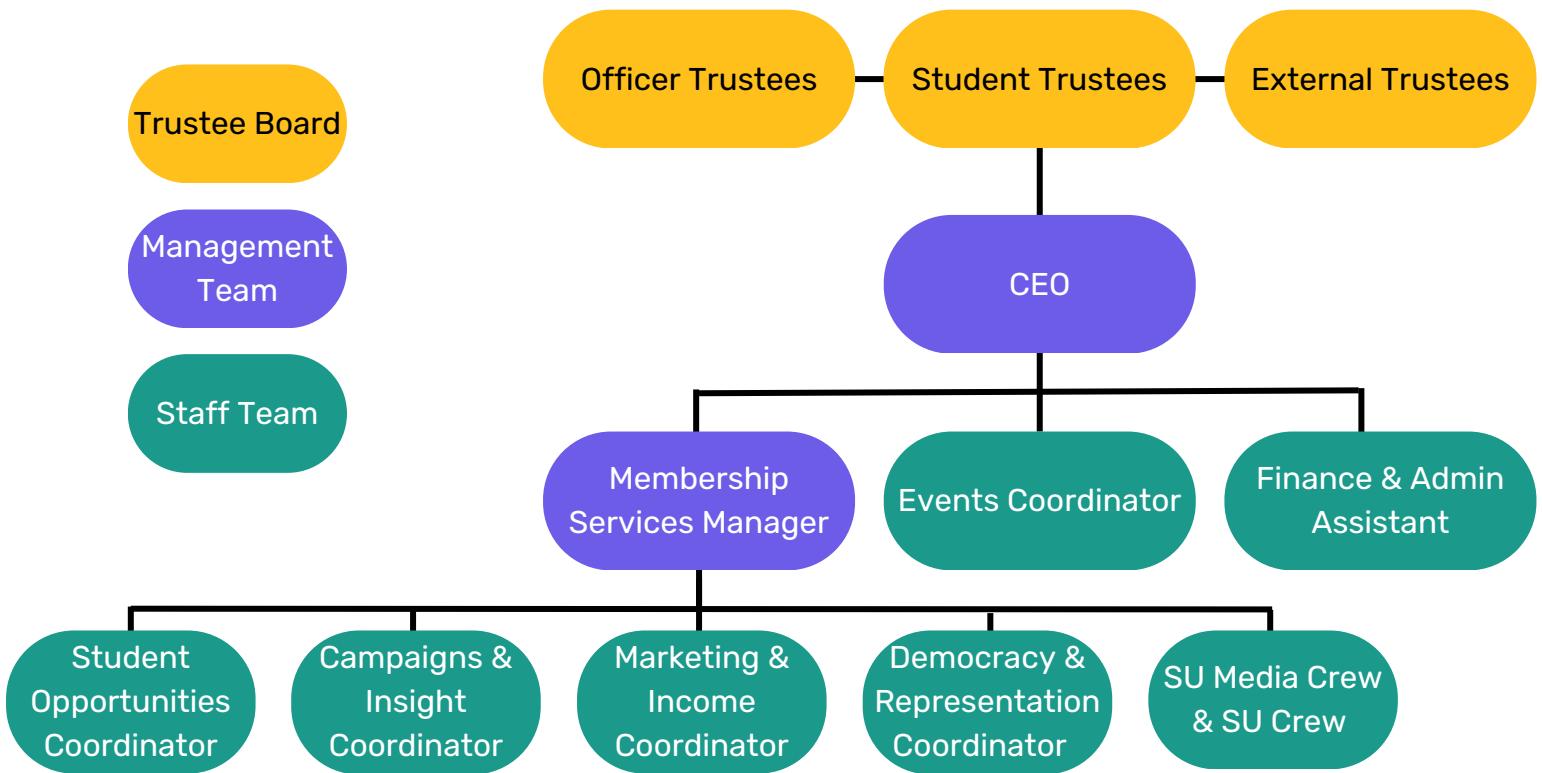 Trustee Board
Management
Team
Staff Team
Officer Trustees
Student Trustees
External Trustees
CEO
Membership
Services Manager
Events Coordinator
Finance & Admin
Assistant
Student
Opportunities
Coordinator
Campaigns &
Insight
Coordinator
Marketing &
Income
Coordinator
Democracy &
Representation
Coordinator
SU Media Crew
& SU Crew